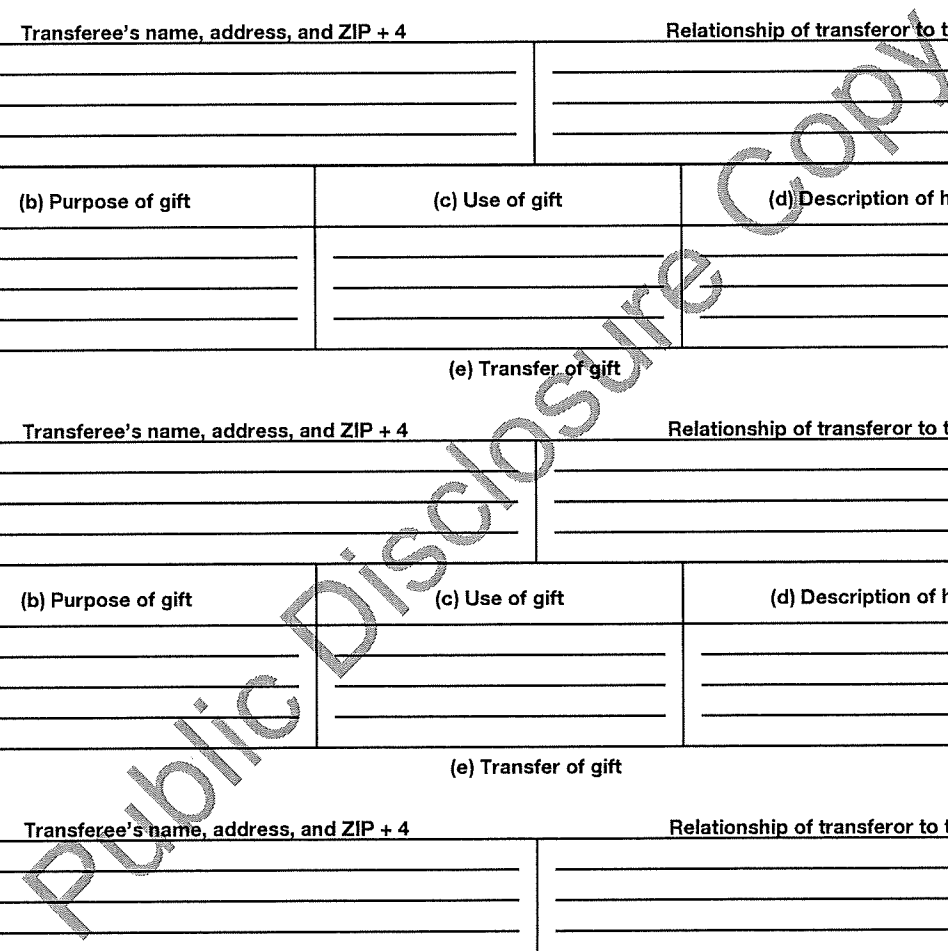 Transferee's name, address, and ZIP + 4 Relationship of transferor to t
(b) Purpose of gift (c) Use of gift (d) Description of h
(e) Transfer of gift
Transferee's name, address, and ZIP + 4 Relationship of transferor to t
(b) Purpose of gift (c) Use of gift (d) Description of h
(e) Transfer of gift
Transferee's name, address, and ZIP + 4 Relationship of transferor to t
Public Disclosure Copy